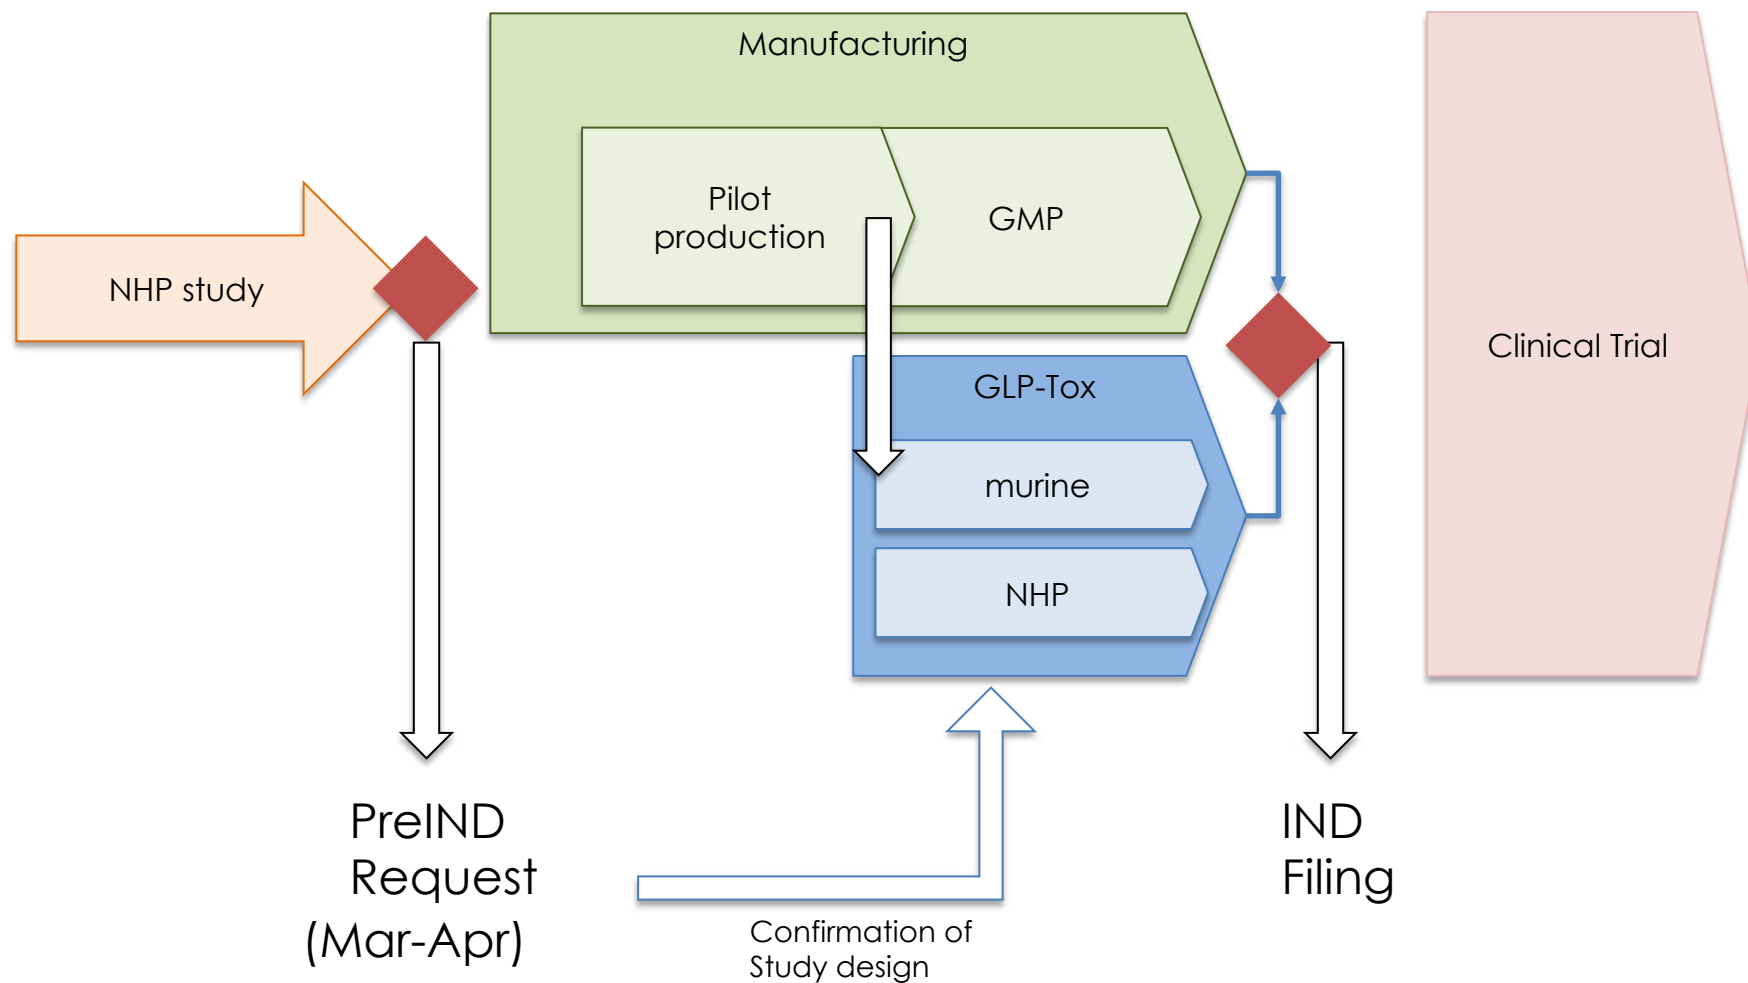 Manufacturing
Pilot
production
GMP
NHP study
Clinical Trial
GLP-Tox
murine
NHP
PreIND
Request
(Mar-Apr)
Confirmation of
Study design
IND
Filing